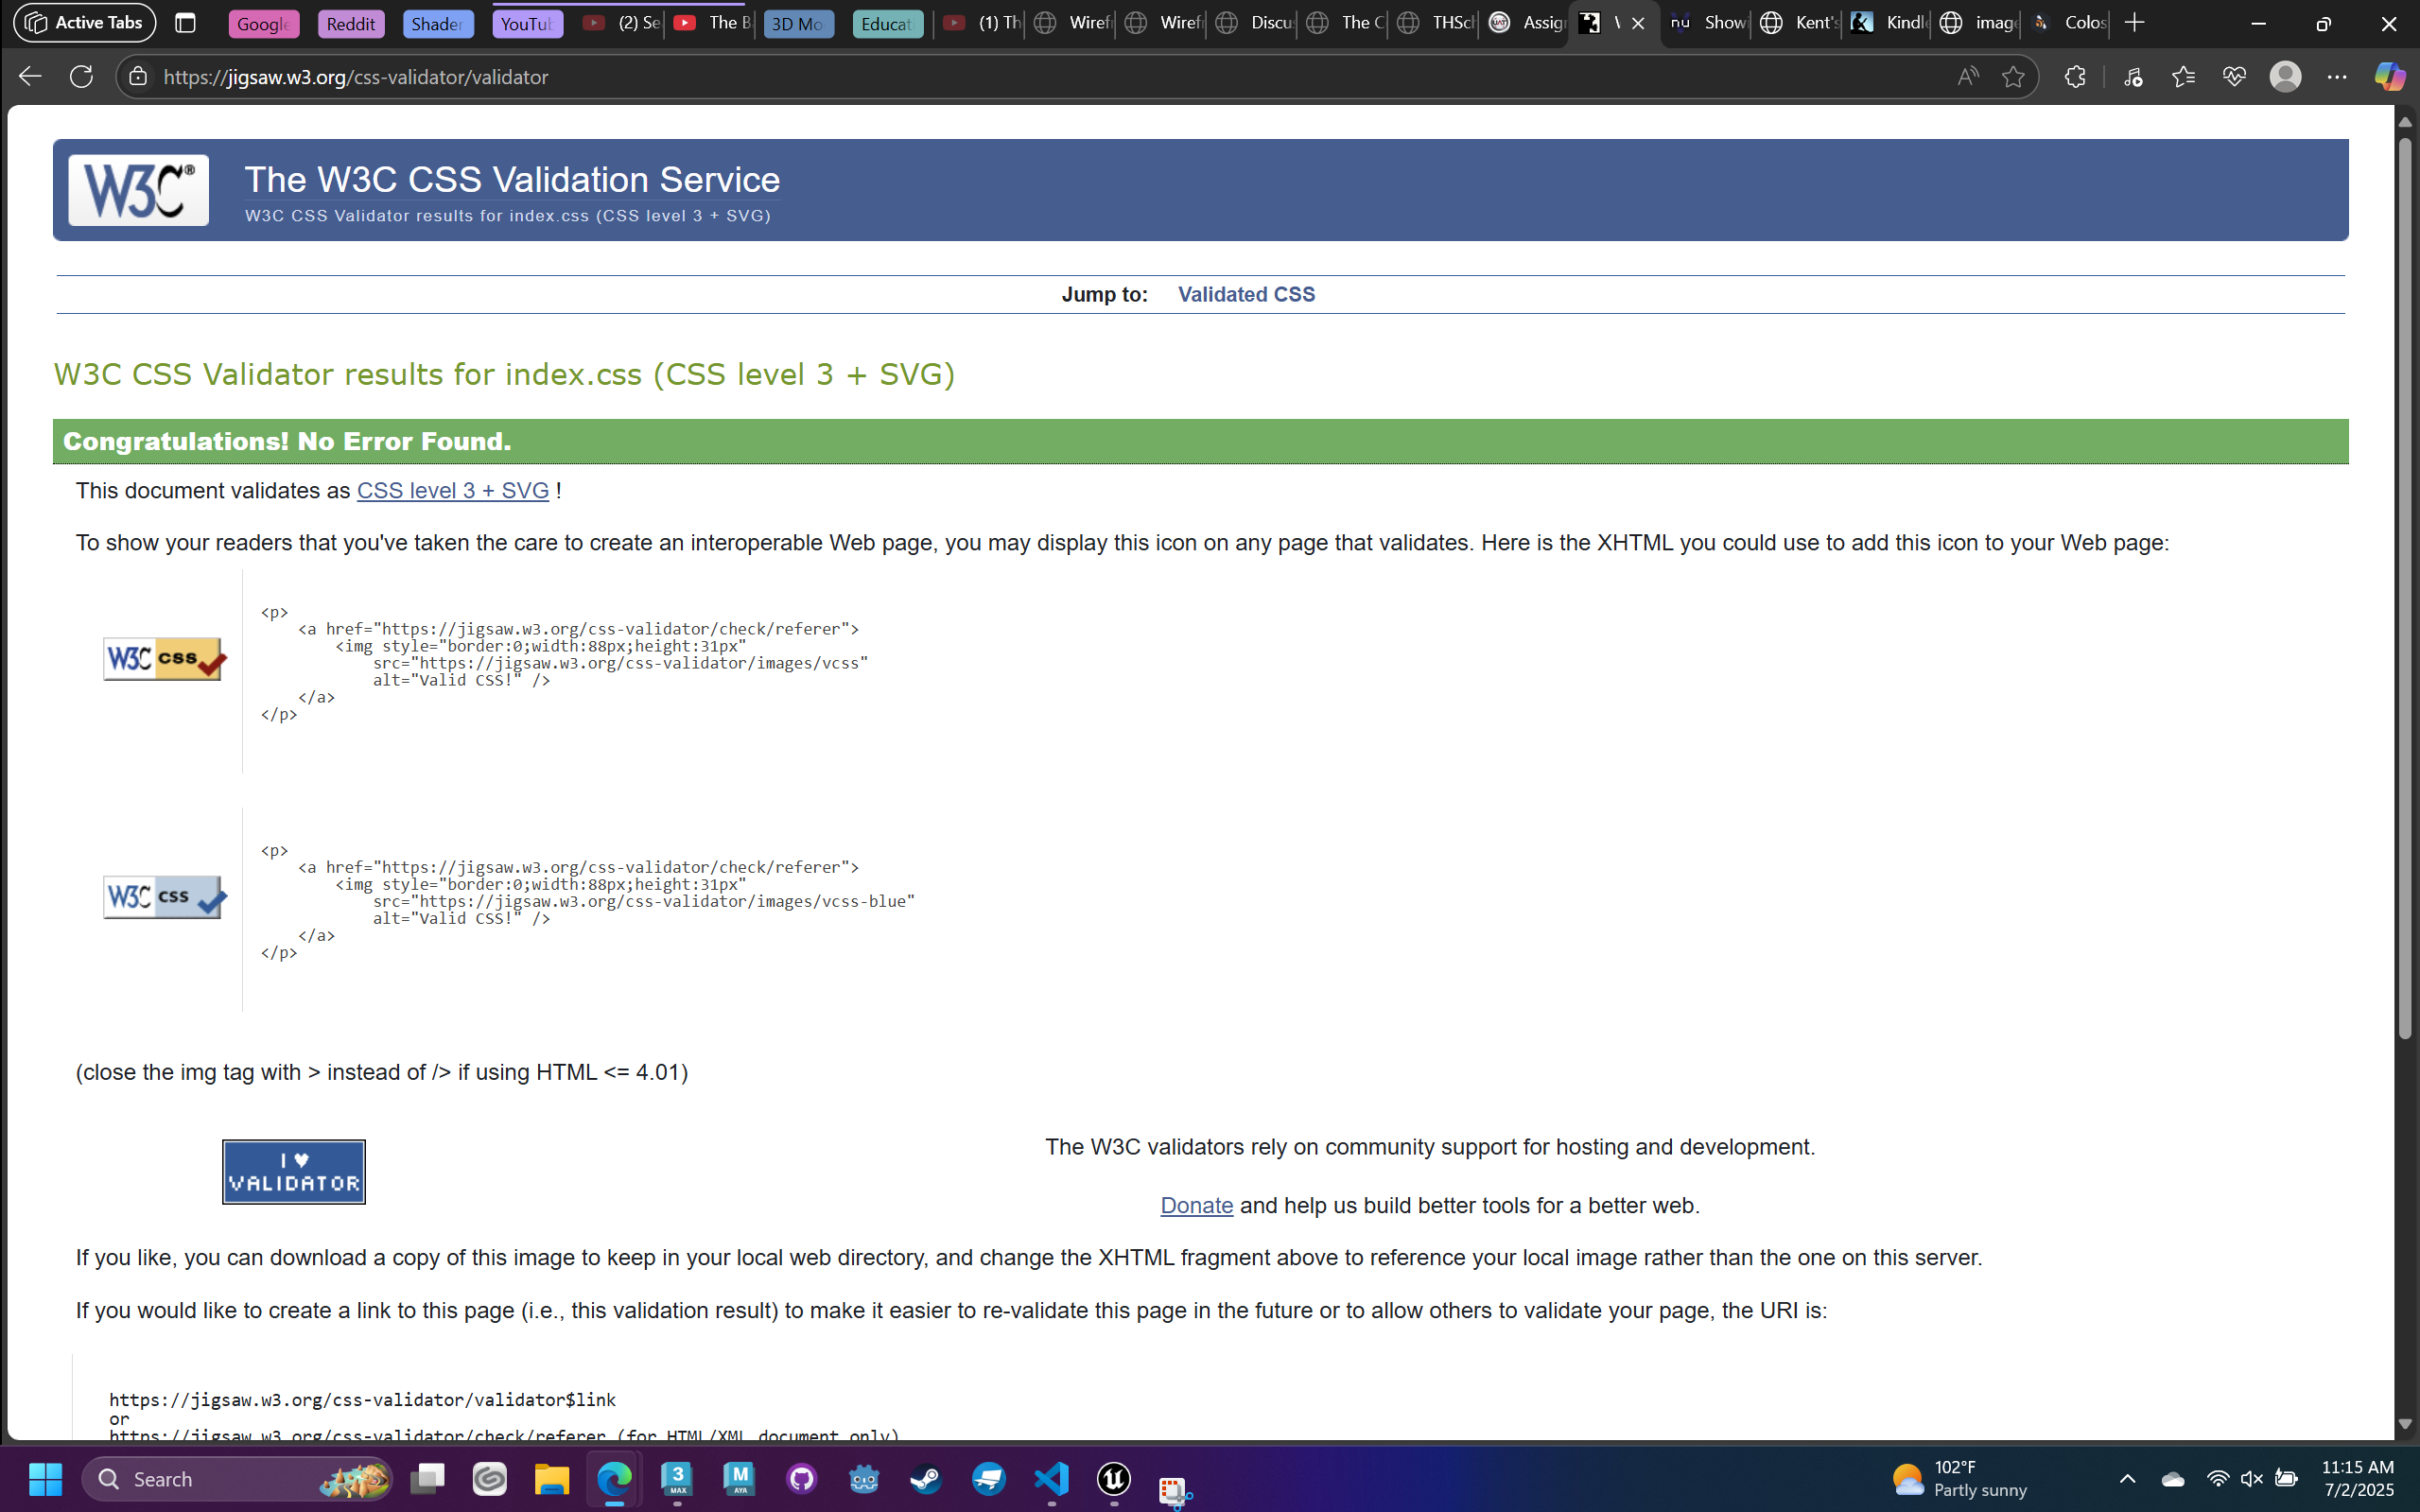 Active Tabs
Google
Reddit
Shader
YouTub
(2) Se
The B
3D Mo
Educat
(1) Th
Wirefr
Wirefr
Discus
The C
THSch
Assign
Show
Kent's
Kindle
image
Colos
https://jigsaw.w3.org/css-validator/validator
W3C®
The W3C CSS Validation Service
W3C CSS Validator results for index.css (CSS level 3 + SVG)
Jump to: Validated CSS
W3C CSS Validator results for index.css (CSS level 3 + SVG)
Congratulations! No Error Found.
This document validates as CSS level 3 + SVG !
To show your readers that you've taken the care to create an interoperable Web page, you may display this icon on any page that validates. Here is the XHTML you could use to add this icon to your Web page:
W3C css
<p>
<a href="https://jigsaw.w3.org/css-validator/check/referer">
<img style="border:0;width:88px;height:31px"
src="https://jigsaw.w3.org/css-validator/images/vcss"
alt="Valid CSS!" />
</a>
</p>
W3C css
<p>
<a href="https://jigsaw.w3.org/css-validator/check/referer">
<img style="border:0;width:88px;height:31px"
src="https://jigsaw.w3.org/css-validator/images/vcss-blue"
alt="Valid CSS!" />
</a>
</p>
(close the img tag with > instead of /> if using HTML <= 4.01)
I ♥
VALIDATOR
The W3C validators rely on community support for hosting and development.
Donate and help us build better tools for a better web.
If you like, you can download a copy of this image to keep in your local web directory, and change the XHTML fragment above to reference your local image rather than the one on this server.
If you would like to create a link to this page (i.e., this validation result) to make it easier to re-validate this page in the future or to allow others to validate your page, the URI is:
https://jigsaw.w3.org/css-validator/validator$link
or
https://jigsaw.w3.org/css-validator/check/referer (for HTML/XML document only)
Search
3
MAX
M
AYA
102°F
Partly sunny
11:15 AM
7/2/2025